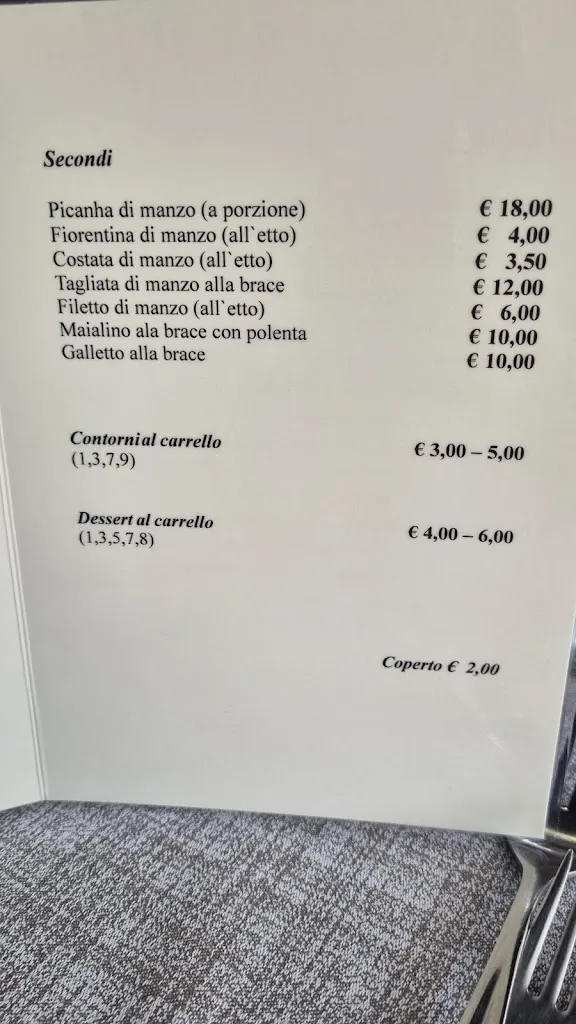 Secondi
Picanha di manzo (a porzione) € 18,00
Fiorentina di manzo (all`etto) € 4,00
Costata di manzo (all`etto) € 3,50
Tagliata di manzo alla brace € 12,00
Filetto di manzo (all`etto) € 6,00
Maialino ala brace con polenta € 10,00
Galletto alla brace € 10,00
Contorni al carrello € 3,00 – 5,00
(1,3,7,9)
Dessert al carrello € 4,00 – 6,00
(1,3,5,7,8)
Coperto € 2,00